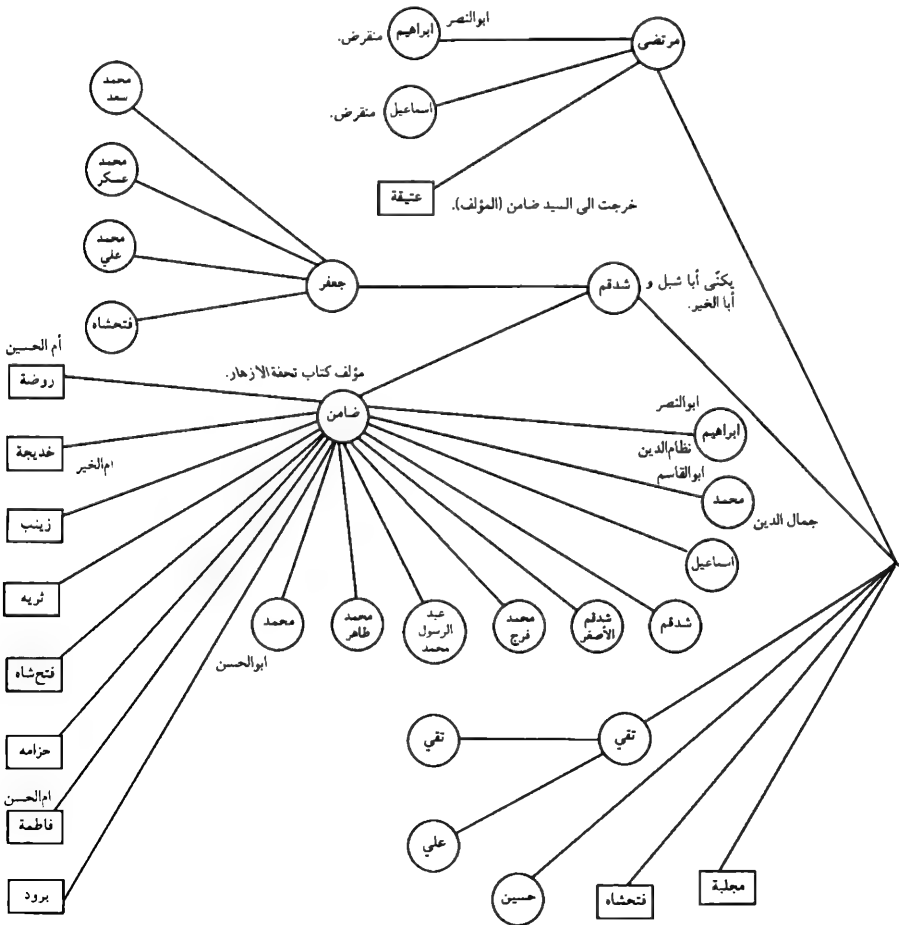 ابوالنصر
مرتضى
ابراهيم
منقرض.
اسماعيل
منقرض.
عتيقة
خرجت الى السيد ضامن (المؤلف).
محمد
سعد
محمد
عسكر
محمد
علي
فتحشاه
جعفر
شدقم
يكنّى أبا شبل و
أبا الخير.
مؤلف كتاب تحفة الازهار.
ضامن
أم الحسين
روضة
خديجة
ام‌الخير
زينب
ثريه
فتح‌شاه
حزامه
ام‌الحسن
فاطمة
برود
ابوالنصر
ابراهيم
نظام‌الدين
ابوالقاسم
محمد
جمال الدين
اسماعيل
شدقم
شدقم
الأصغر
محمد
فرج
عبد
الرسول
محمد
محمد
طاهر
محمد
ابوالحسن
تقي
تقي
علي
حسين
فتحشاه
مجلبة